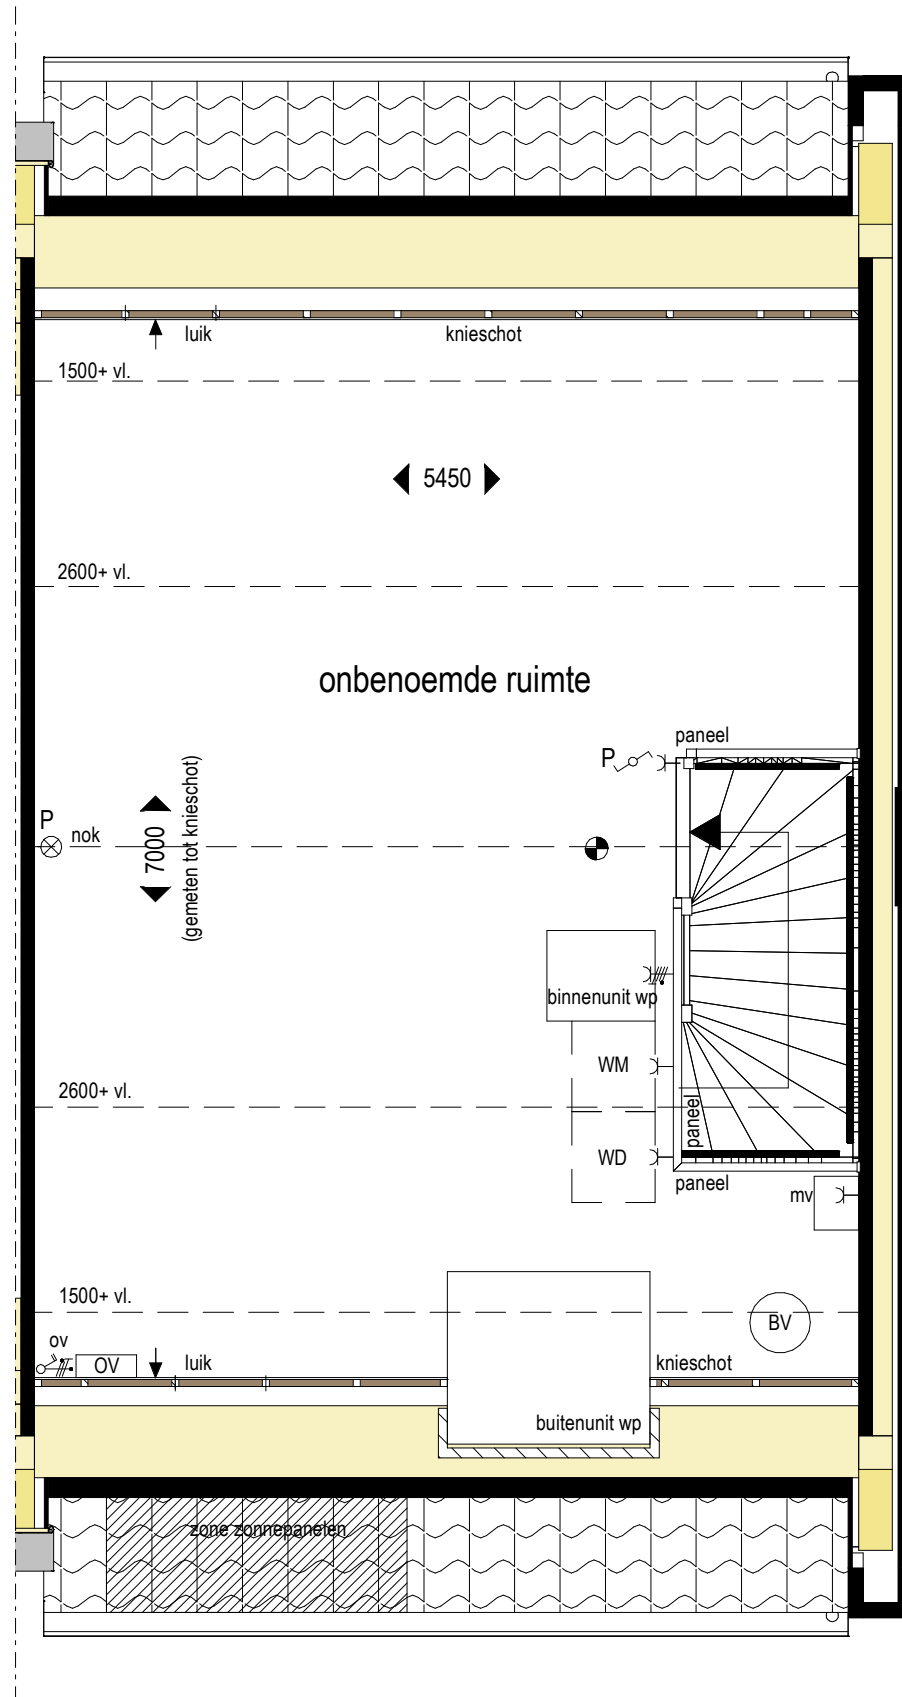 luik
knieschot
1500+ vl.
5450
2600+ vl.
onbenoemde ruimte
paneel
P
P
nok
7000
(gemeten tot knieschot)
binnenunit wp
WM
2600+ vl.
paneel
WD
paneel
mv
1500+ vl.
BV
ov
OV
luik
knieschot
buitenunit wp
zone zonnepanelen